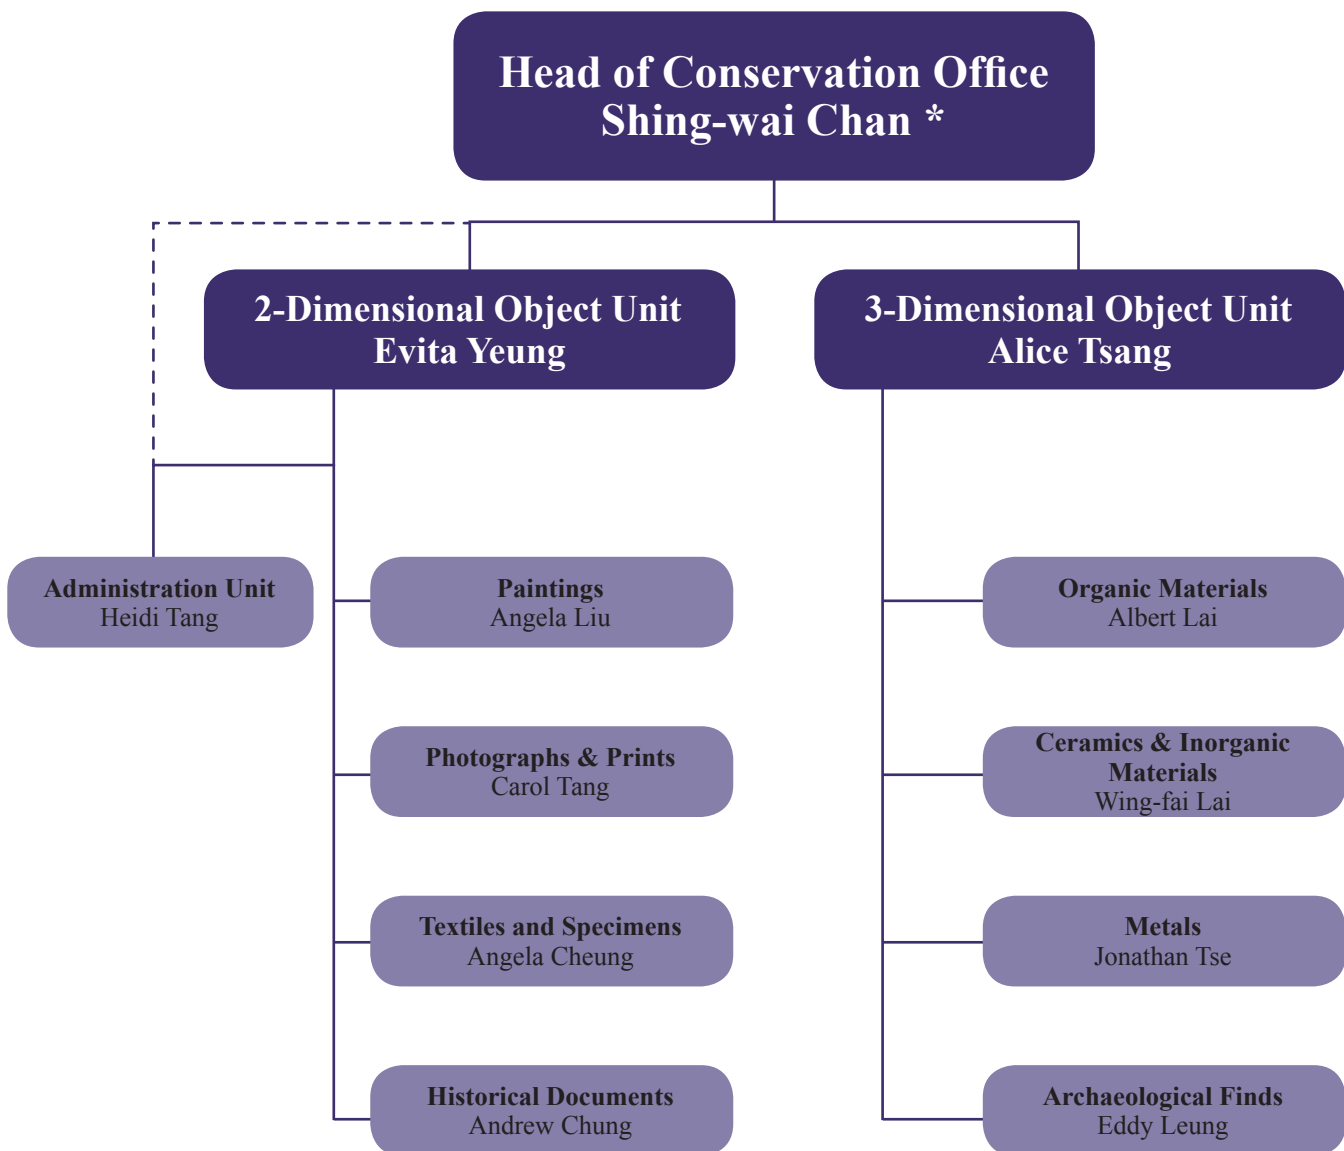 Head of Conservation Office
Shing-wai Chan *
2-Dimensional Object Unit
Evita Yeung
3-Dimensional Object Unit
Alice Tsang
Administration Unit
Heidi Tang
Paintings
Angela Liu
Organic Materials
Albert Lai
Photographs & Prints
Carol Tang
Ceramics & Inorganic
Materials
Wing-fai Lai
Textiles and Specimens
Angela Cheung
Metals
Jonathan Tse
Historical Documents
Andrew Chung
Archaeological Finds
Eddy Leung